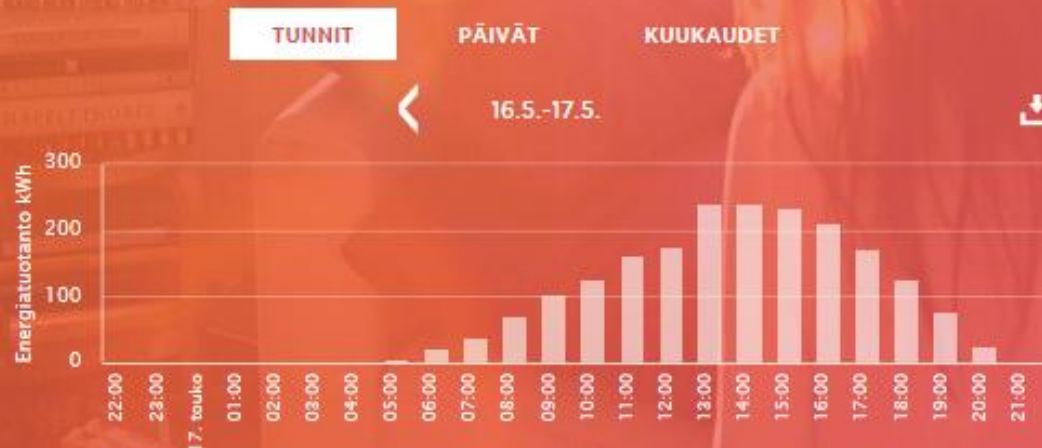 TUNNIT PÄIVÄT KUUKAUDET
16.5.-17.5.
Energiatuotanto kWh
300
200
100
0
22:00 23:00 17. touko 01:00 02:00 03:00 04:00 05:00 06:00 07:00 08:00 09:00 10:00 11:00 12:00 13:00 14:00 15:00 16:00 17:00 18:00 19:00 20:00 21:00